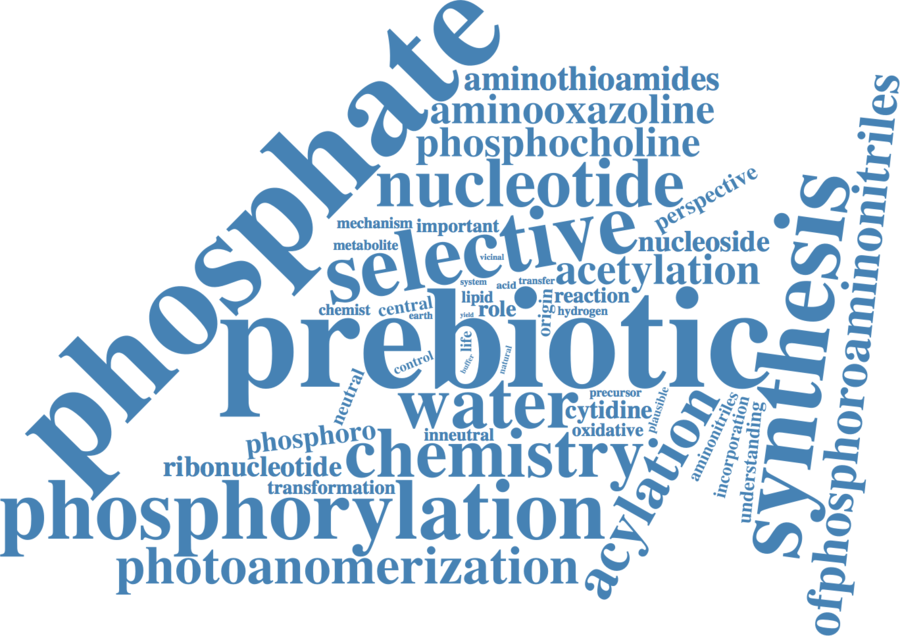 phosphate
aminothioamides
aminooxazoline
phosphocholine
nucleotide
perspective
mechanism
important
selective
metabolite
vicinal
nucleoside
acetylation
system
acid
transfer
lipid
reaction
chemist
central
earth
yield
role
origin
hydrogen
prebiotic
life
buffer
natural
control
neutral
water
precursor
cytidine
plausible
oxidative
inneutral
phosphoro
chemistry
ribonucleotide
transformation
phosphorylation
photoanomerization
acylation
aminonitriles
incorporation
understanding
synthesis
ofphosphoroaminonitriles